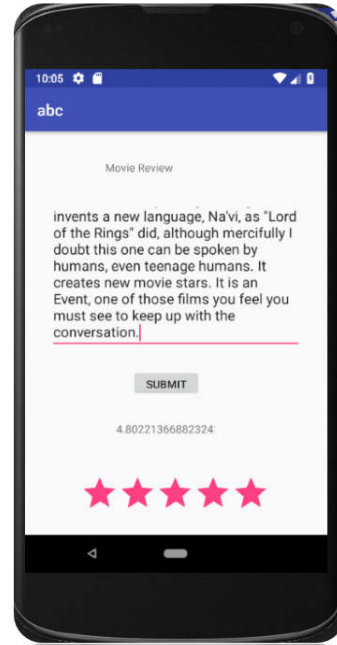 10:05
abc
Movie Review
invents a new language, Na'vi, as "Lord
of the Rings" did, although mercifully I
doubt this one can be spoken by
humans, even teenage humans. It
creates new movie stars. It is an
Event, one of those films you feel you
must see to keep up with the
conversation.
SUBMIT
4.80221366882324